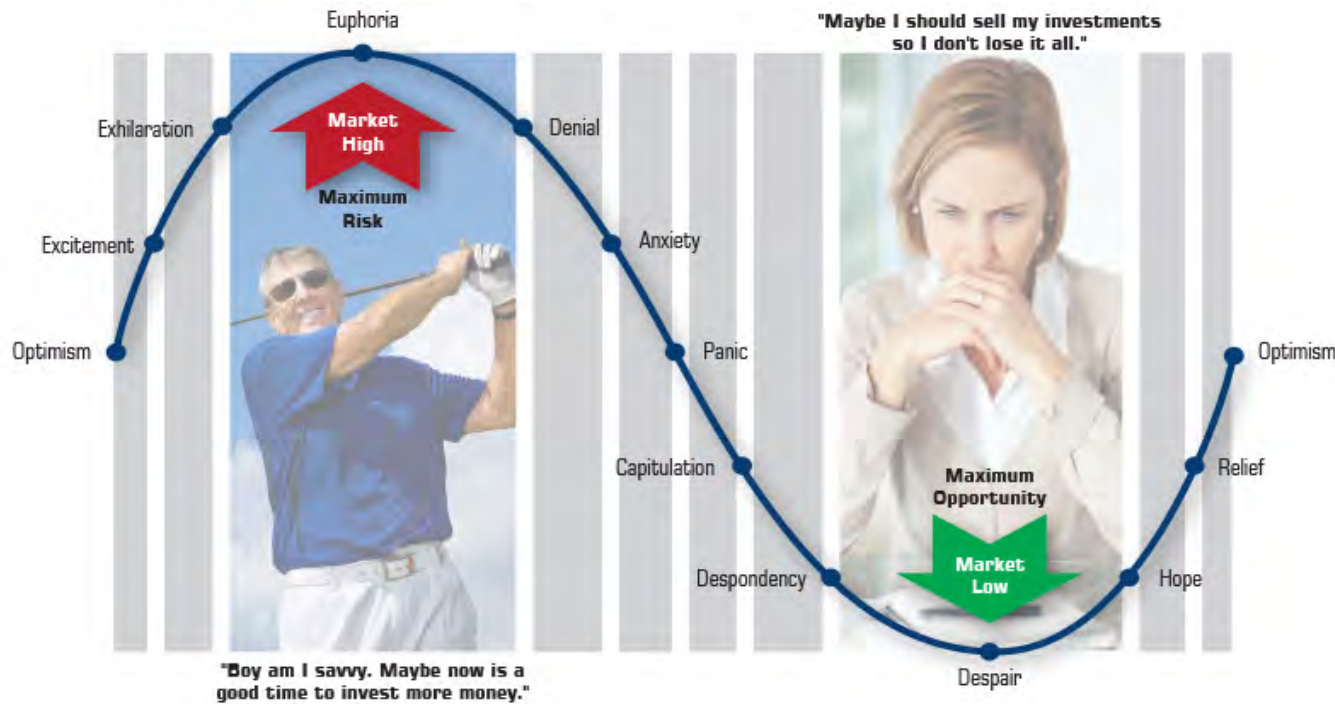 Euphoria
"Maybe I should sell my investments
so I don't lose it all."
Exhilaration
Market
High
Denial
Maximum
Risk
Excitement
Anxiety
Optimism
Panic
Optimism
Capitulation
Maximum
Opportunity
Relief
Despondency
Market
Low
Hope
"Boy am I savvy. Maybe now is a
good time to invest more money."
Despair